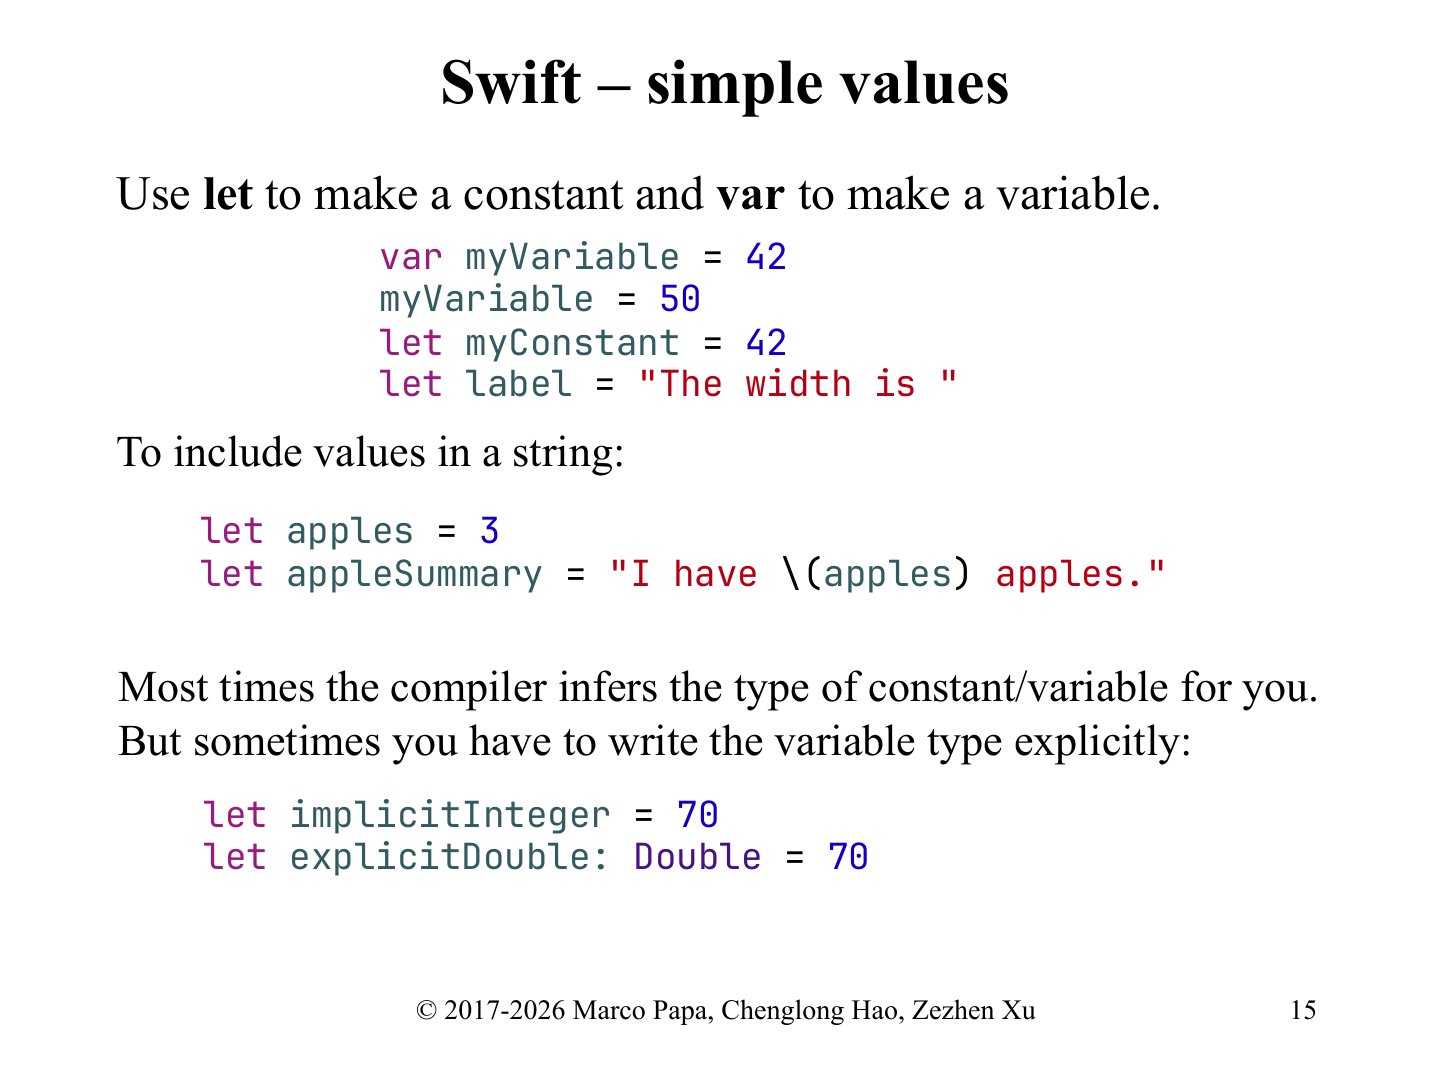 Swift – simple values
Use let to make a constant and var to make a variable.
var myVariable = 42
myVariable = 50
let myConstant = 42
let label = "The width is "
To include values in a string:
let apples = 3
let appleSummary = "I have \(apples) apples."
Most times the compiler infers the type of constant/variable for you.
But sometimes you have to write the variable type explicitly:
let implicitInteger = 70
let explicitDouble: Double = 70
© 2017-2026 Marco Papa, Chenglong Hao, Zezhen Xu
15